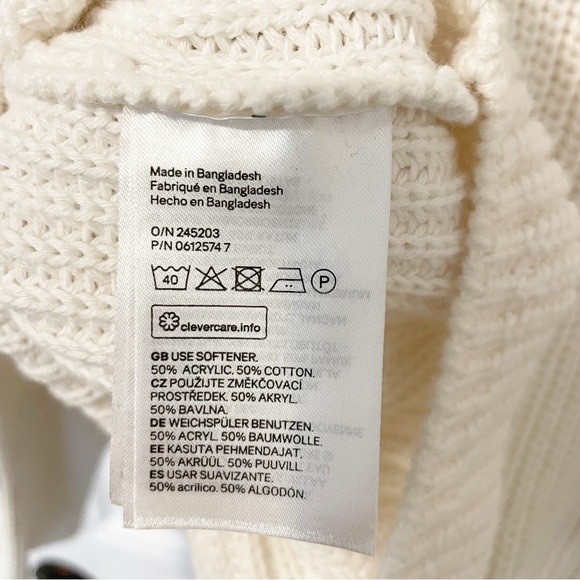 Made in Bangladesh
Fabriqué en Bangladesh
Hecho en Bangladesh
O/N 245203
P/N 0612574 7
40
P
clevercare.info
GB USE SOFTENER.
50% ACRYLIC. 50% COTTON.
CZ POUŽIJTE ZMĚKČOVACÍ
PROSTŘEDEK. 50% AKRYL.
50% BAVLNA.
DE WEICHSPÜLER BENUTZEN.
50% ACRYL. 50% BAUMWOLLE.
EE KASUTA PEHMENDAJAT.
50% AKRÜÜL. 50% PUUVILL.
ES USAR SUAVIZANTE.
50% acrílico. 50% ALGODÓN.